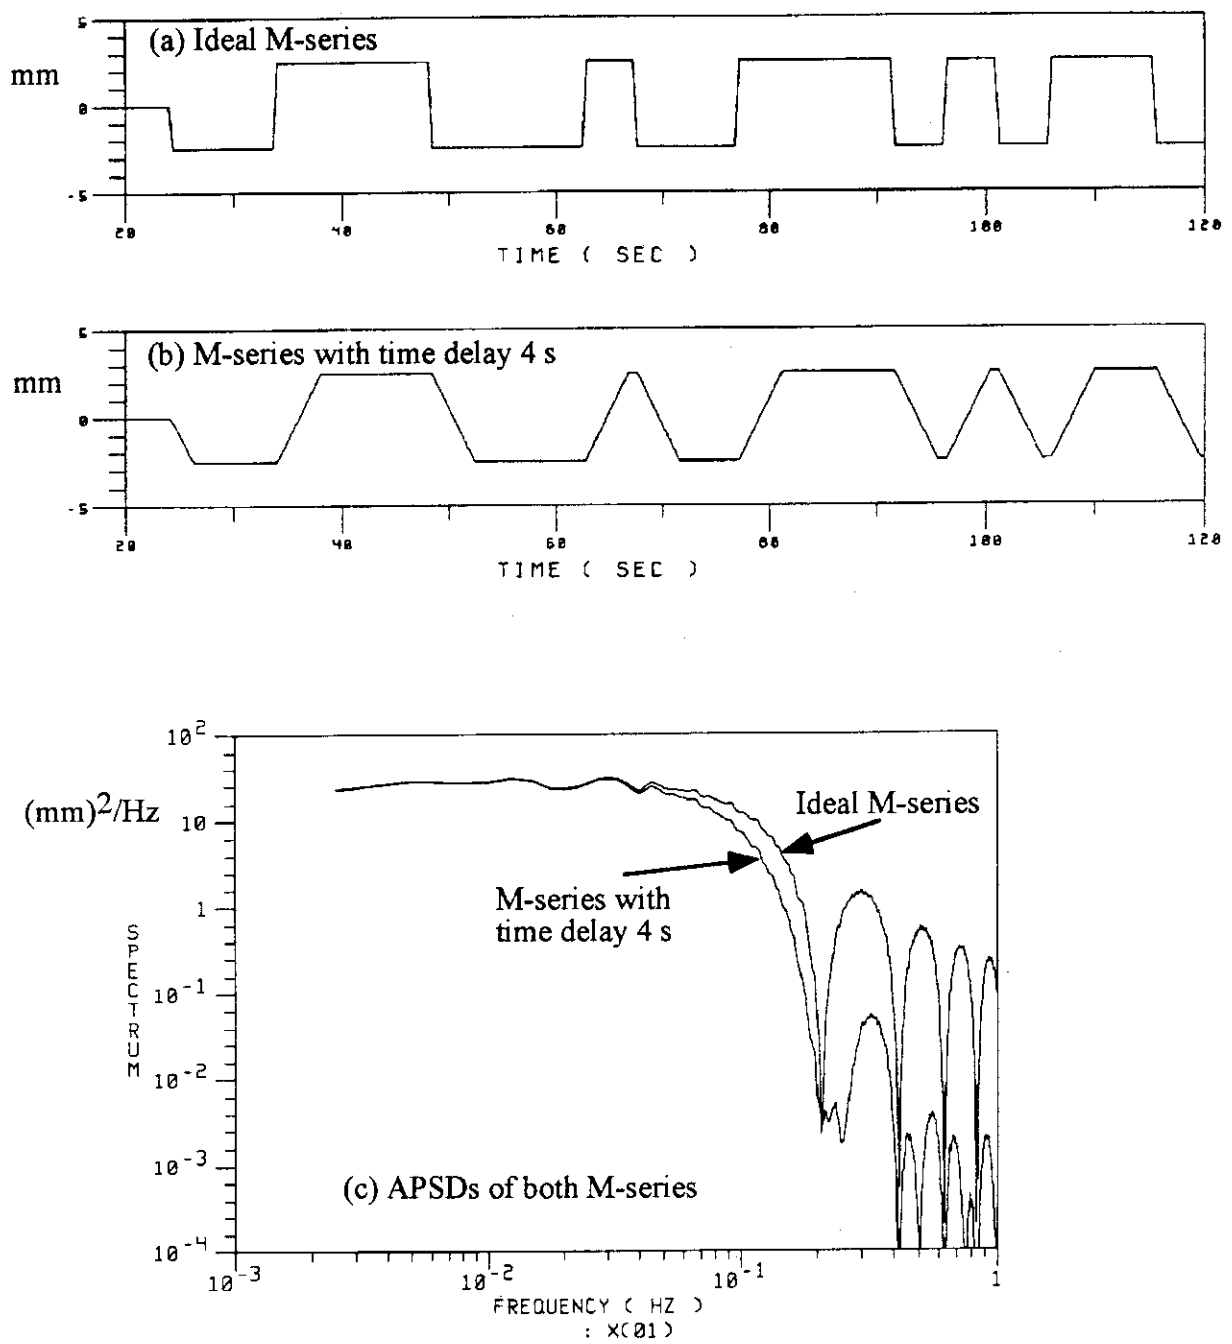 (a) Ideal M-series
mm
5
0
-5
20 40 60 80 100 120
TIME ( SEC )
(b) M-series with time delay 4 s
mm
5
0
-5
20 40 60 80 100 120
TIME ( SEC )
(mm)2/Hz
SPECTRUM
10^2
10
1
10^-1
10^-2
10^-3
10^-4
Ideal M-series
M-series with
time delay 4 s
(c) APSDs of both M-series
10^-3 10^-2 10^-1 1
FREQUENCY ( HZ )
: X(01)